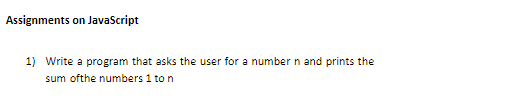 Assignments on JavaScript
1) Write a program that asks the user for a number n and prints the
sum ofthe numbers 1 to n